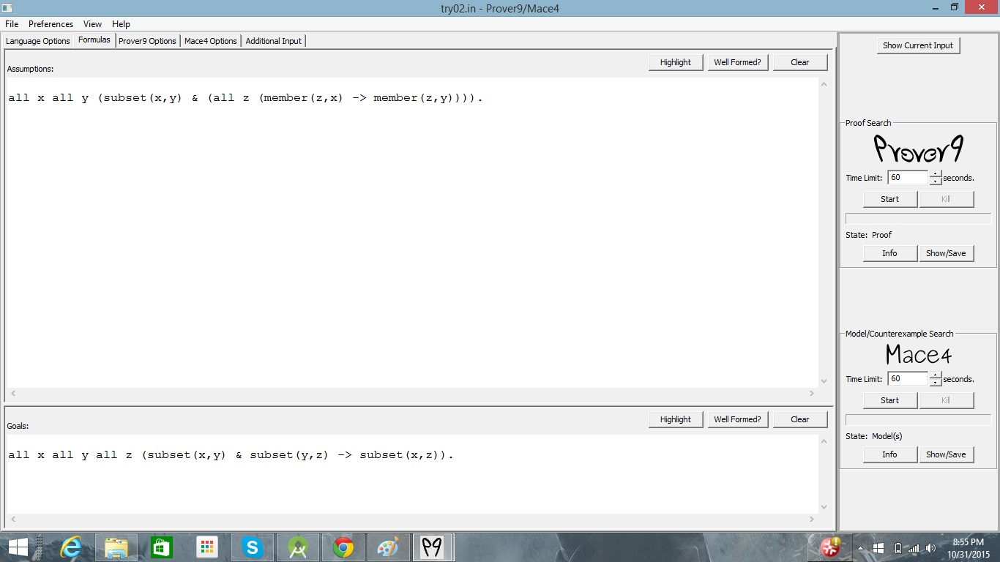 try02.in - Prover9/Mace4
File Preferences View Help
Language Options Formulas Prover9 Options Mace4 Options Additional Input
Show Current Input
Assumptions:
Highlight Well Formed? Clear
all x all y (subset(x,y) & (all z (member(z,x) -> member(z,y)))).
Proof Search
Prover9
Time Limit: 60 seconds.
Start Kill
State: Proof
Info Show/Save
Model/Counterexample Search
Mace4
Time Limit: 60 seconds.
Start Kill
State: Model(s)
Info Show/Save
Goals:
Highlight Well Formed? Clear
all x all y all z (subset(x,y) & subset(y,z) -> subset(x,z)).
P9
8:55 PM
10/31/2015